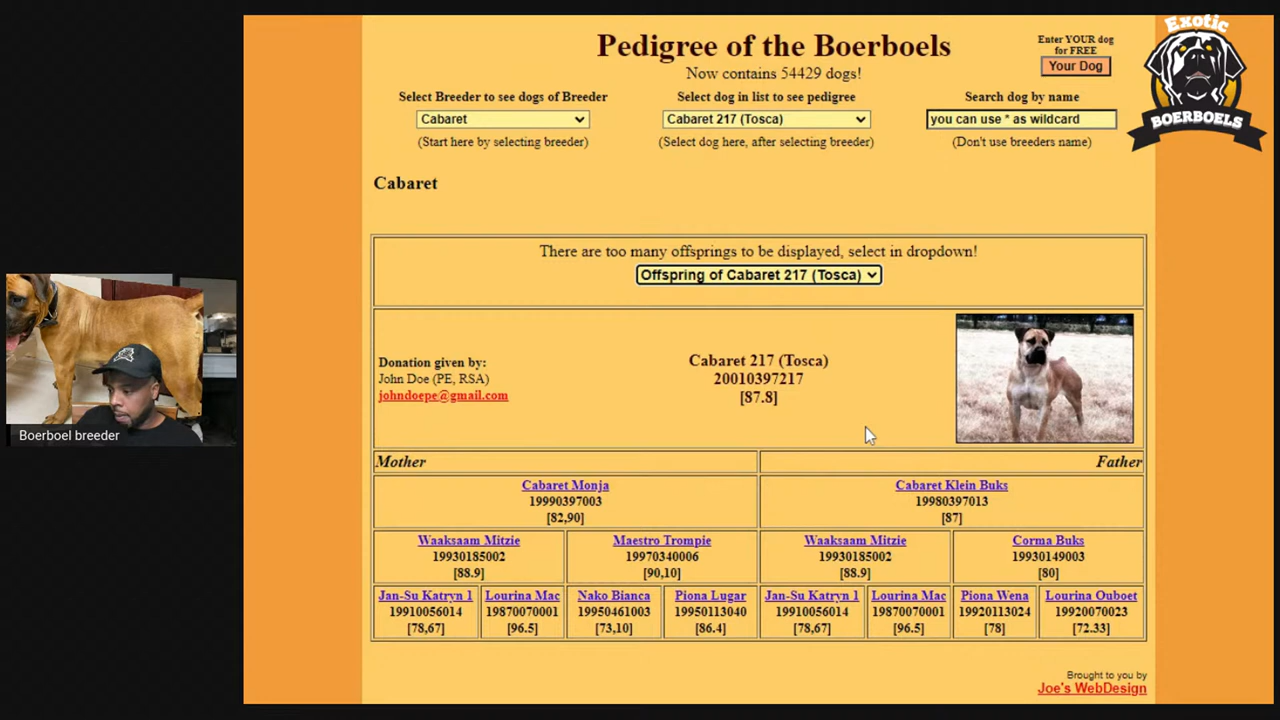 Pedigree of the Boerboels
Now contains 54429 dogs!
Enter YOUR dog
for FREE
Your Dog
Exotic
BOERBOELS
Select Breeder to see dogs of Breeder
Cabaret
(Start here by selecting breeder)
Select dog in list to see pedigree
Cabaret 217 (Tosca)
(Select dog here, after selecting breeder)
Search dog by name
you can use * as wildcard
(Don't use breeders name)
Cabaret
There are too many offsprings to be displayed, select in dropdown!
Offspring of Cabaret 217 (Tosca)
Donation given by:
John Doe (PE, RSA)
johndoepe@gmail.com
Cabaret 217 (Tosca)
20010397217
[87.8]
Boerboel breeder
Mother
Father
Cabaret Monja
19990397003
[82,90]
Cabaret Klein Buks
19980397013
[87]
Waaksaam Mitzie
19930185002
[88.9]
Maestro Trompie
19970340006
[90,10]
Waaksaam Mitzie
19930185002
[88.9]
Corma Buks
19930149003
[80]
Jan-Su Katryn 1
19910056014
[78,67]
Lourina Mac
19870070001
[96.5]
Nako Bianca
19950461003
[73,10]
Piona Lugar
19950113040
[86.4]
Jan-Su Katryn 1
19910056014
[78,67]
Lourina Mac
19870070001
[96.5]
Piona Wena
19920113024
[78]
Lourina Ouboet
19920070023
[72.33]
Brought to you by
Joe's WebDesign